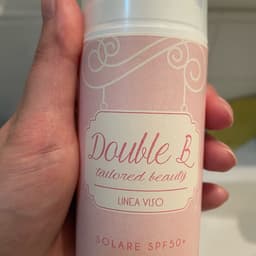 Double B
tailored beauty
LINEA VISO
SOLARE SPF50+